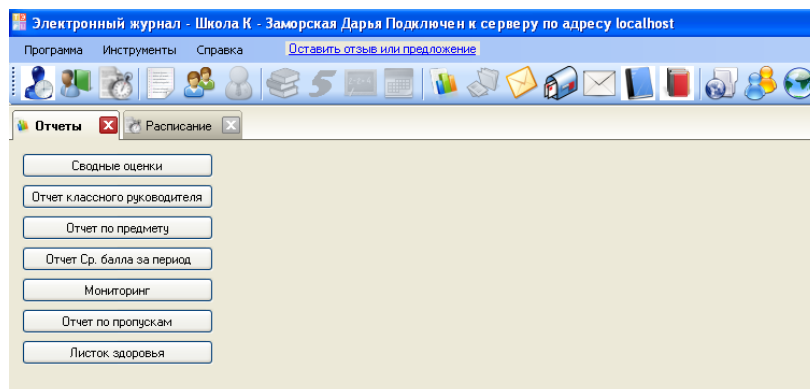 Электронный журнал - Школа К - Заморская Дарья Подключен к серверу по адресу localhost
Программа Инструменты Справка Оставить отзыв или предложение
5
Отчеты Расписание
Сводные оценки
Отчет классного руководителя
Отчет по предмету
Отчет Ср. балла за период
Мониторинг
Отчет по пропускам
Листок здоровья